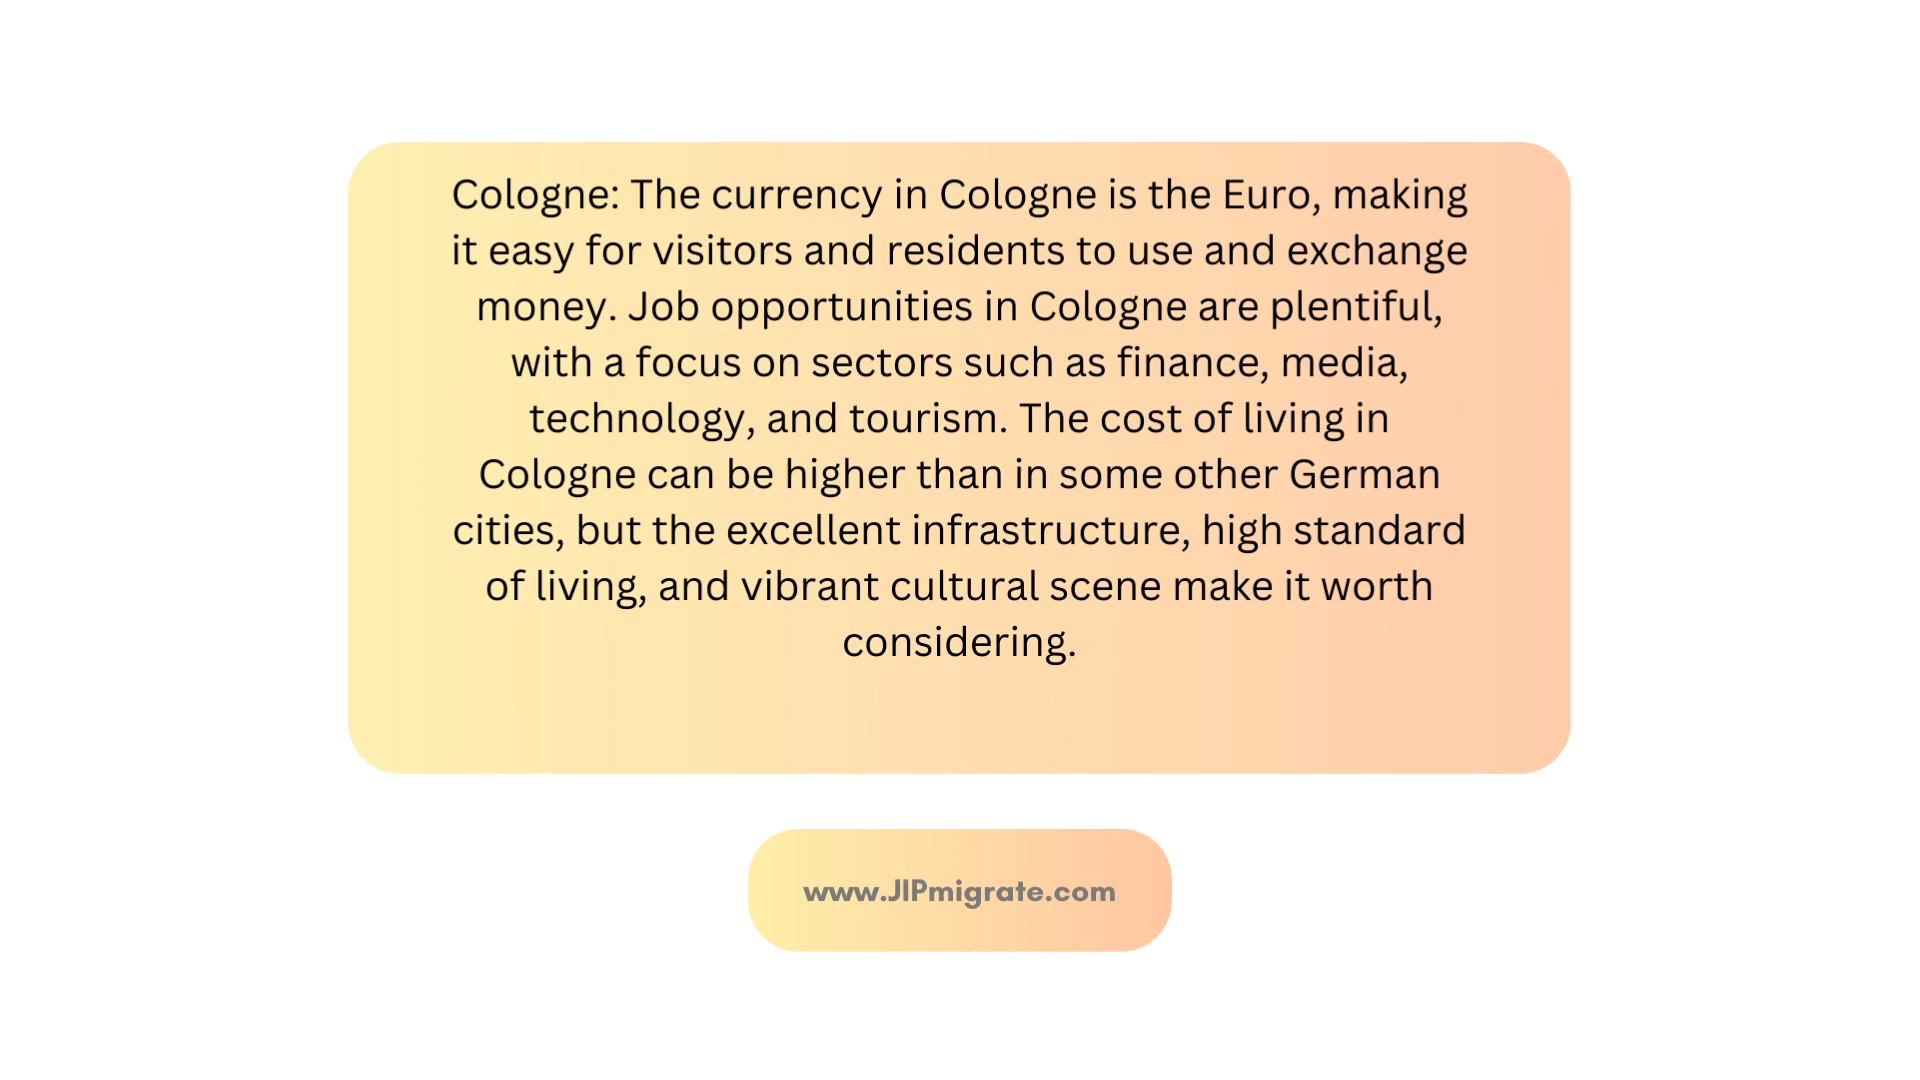 Cologne: The currency in Cologne is the Euro, making
it easy for visitors and residents to use and exchange
money. Job opportunities in Cologne are plentiful,
with a focus on sectors such as finance, media,
technology, and tourism. The cost of living in
Cologne can be higher than in some other German
cities, but the excellent infrastructure, high standard
of living, and vibrant cultural scene make it worth
considering.
www.JIPmigrate.com